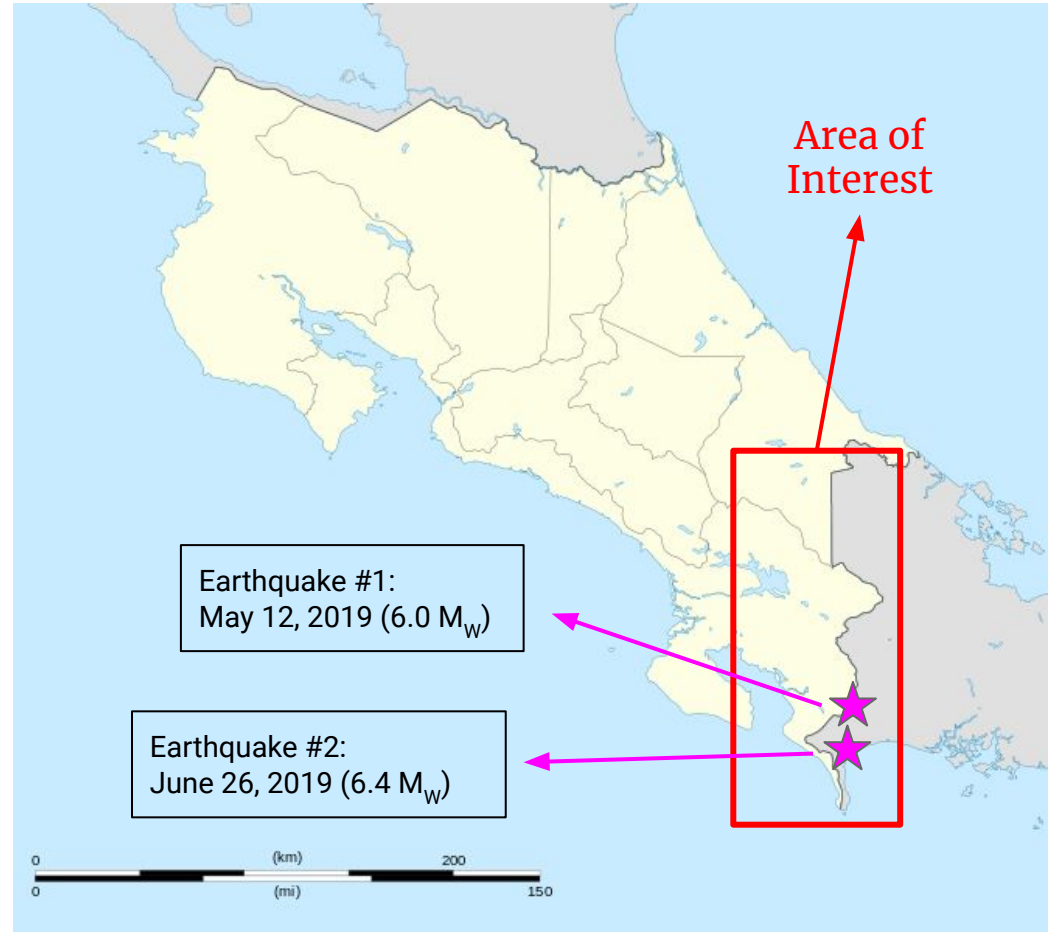 Area of
Interest
Earthquake #1:
May 12, 2019 (6.0 MW)
Earthquake #2:
June 26, 2019 (6.4 MW)
0 (km) 200
0 (mi) 150